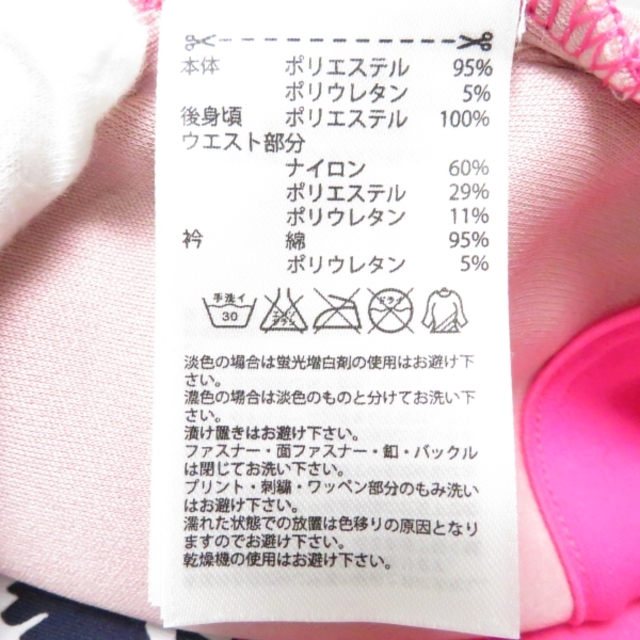 本体 ポリエステル 95%
ポリウレタン 5%
後身頃 ポリエステル 100%
ウエスト部分
ナイロン 60%
ポリエステル 29%
ポリウレタン 11%
衿 綿 95%
ポリウレタン 5%
手洗イ 30 エンソサラシ ドライ
淡色の場合は蛍光増白剤の使用はお避け下
さい。
濃色の場合は淡色のものと分けてお洗い下
さい。
漬け置きはお避け下さい。
ファスナー・面ファスナー・釦・バックル
は閉じてお洗い下さい。
プリント・刺繍・ワッペン部分のもみ洗い
はお避け下さい。
濡れた状態での放置は色移りの原因となり
ますのでお避け下さい。
乾燥機の使用はお避け下さい。